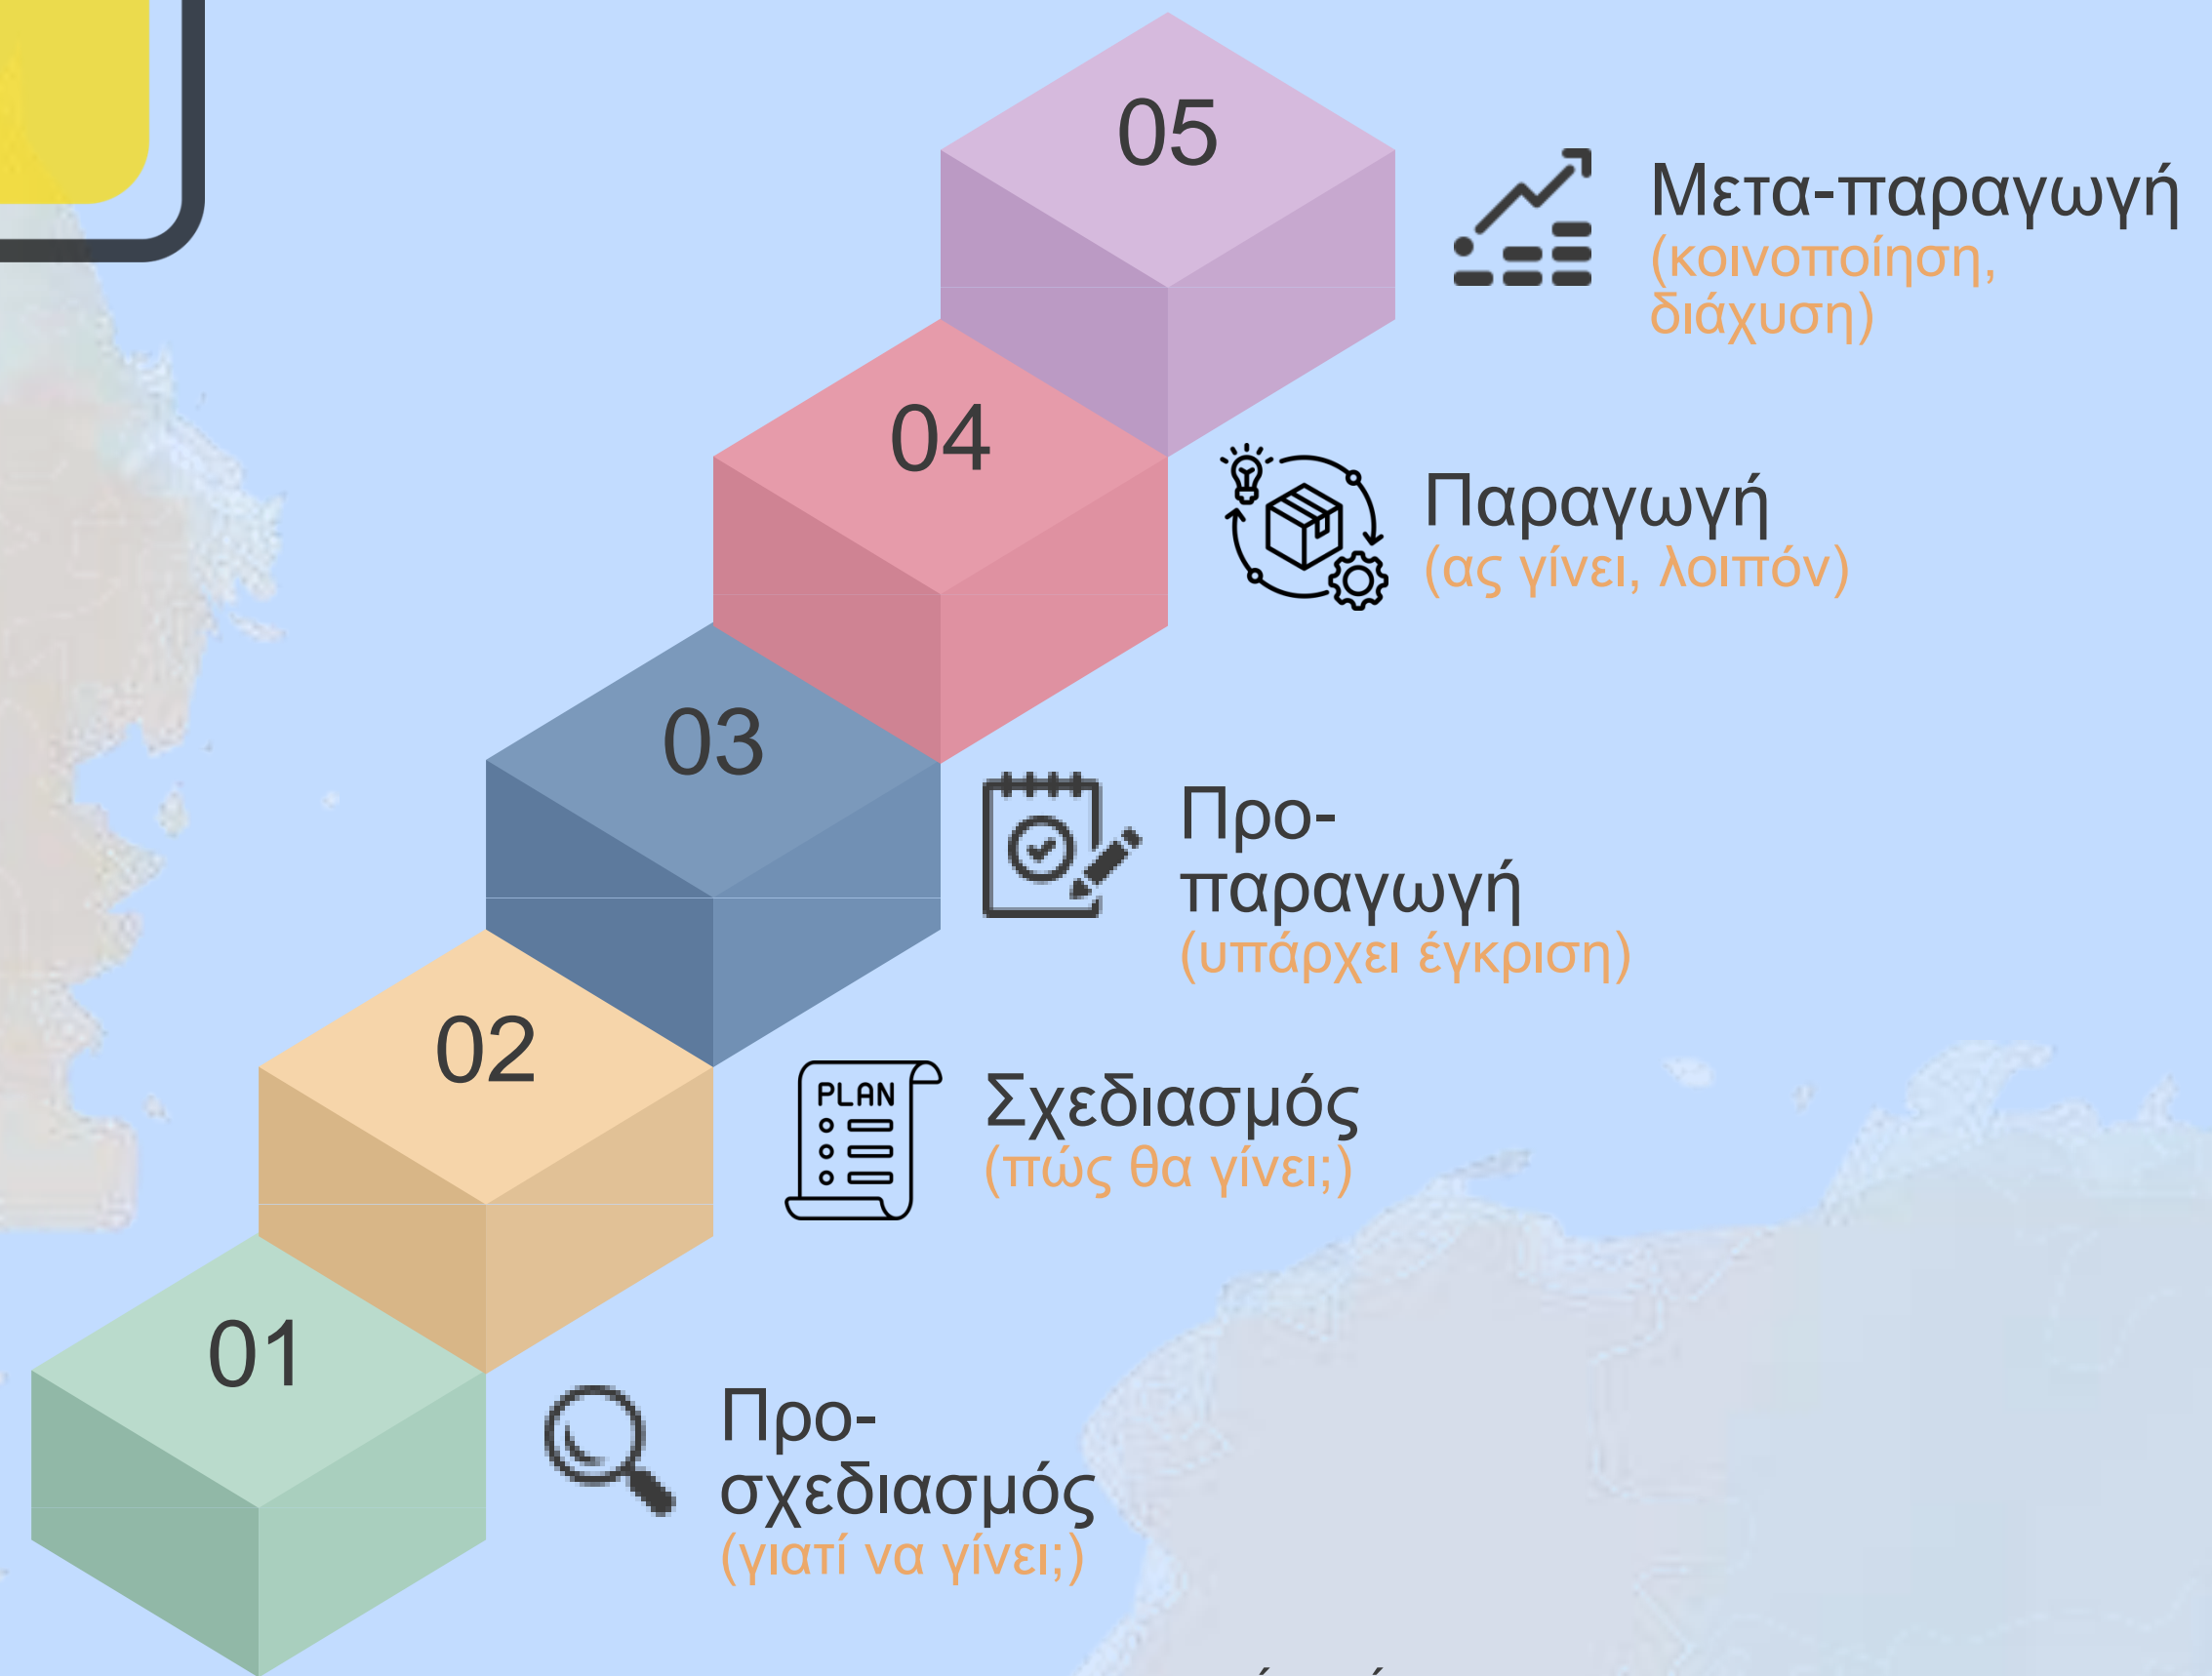 05
Μετα-παραγωγή
(κοινοποίηση,
διάχυση)
04
Παραγωγή
(ας γίνει, λοιπόν)
03
Προ-
παραγωγή
(υπάρχει έγκριση)
02
PLAN
Σχεδιασμός
(πώς θα γίνει;)
01
Προ-
σχεδιασμός
(γιατί να γίνει;)